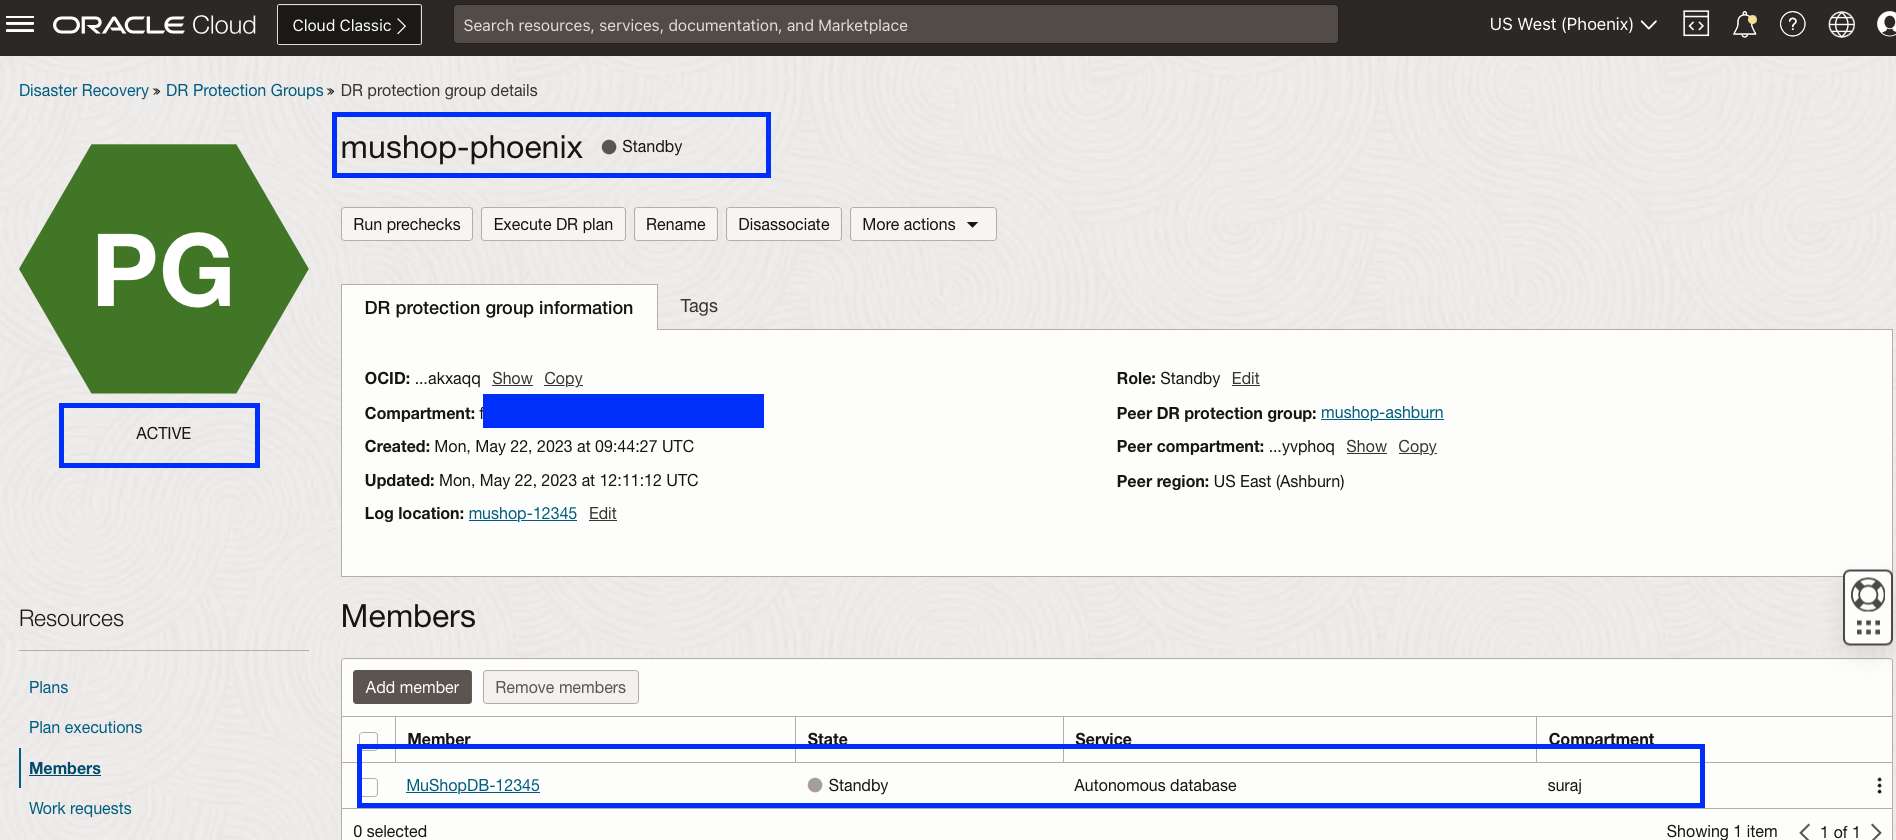 ORACLE Cloud
Cloud Classic
Search resources, services, documentation, and Marketplace
US West (Phoenix)
Disaster Recovery » DR Protection Groups » DR protection group details
PG
ACTIVE
mushop-phoenix Standby
Run prechecks Execute DR plan Rename Disassociate More actions
DR protection group information Tags
OCID: ...akxaqq Show Copy
Compartment:
Created: Mon, May 22, 2023 at 09:44:27 UTC
Updated: Mon, May 22, 2023 at 12:11:12 UTC
Log location: mushop-12345 Edit
Role: Standby Edit
Peer DR protection group: mushop-ashburn
Peer compartment: ...yvphoq Show Copy
Peer region: US East (Ashburn)
Resources
Plans
Plan executions
Members
Work requests
Members
Add member Remove members
Member State Service Compartment
MuShopDB-12345 Standby Autonomous database suraj
0 selected
Showing 1 item 1 of 1